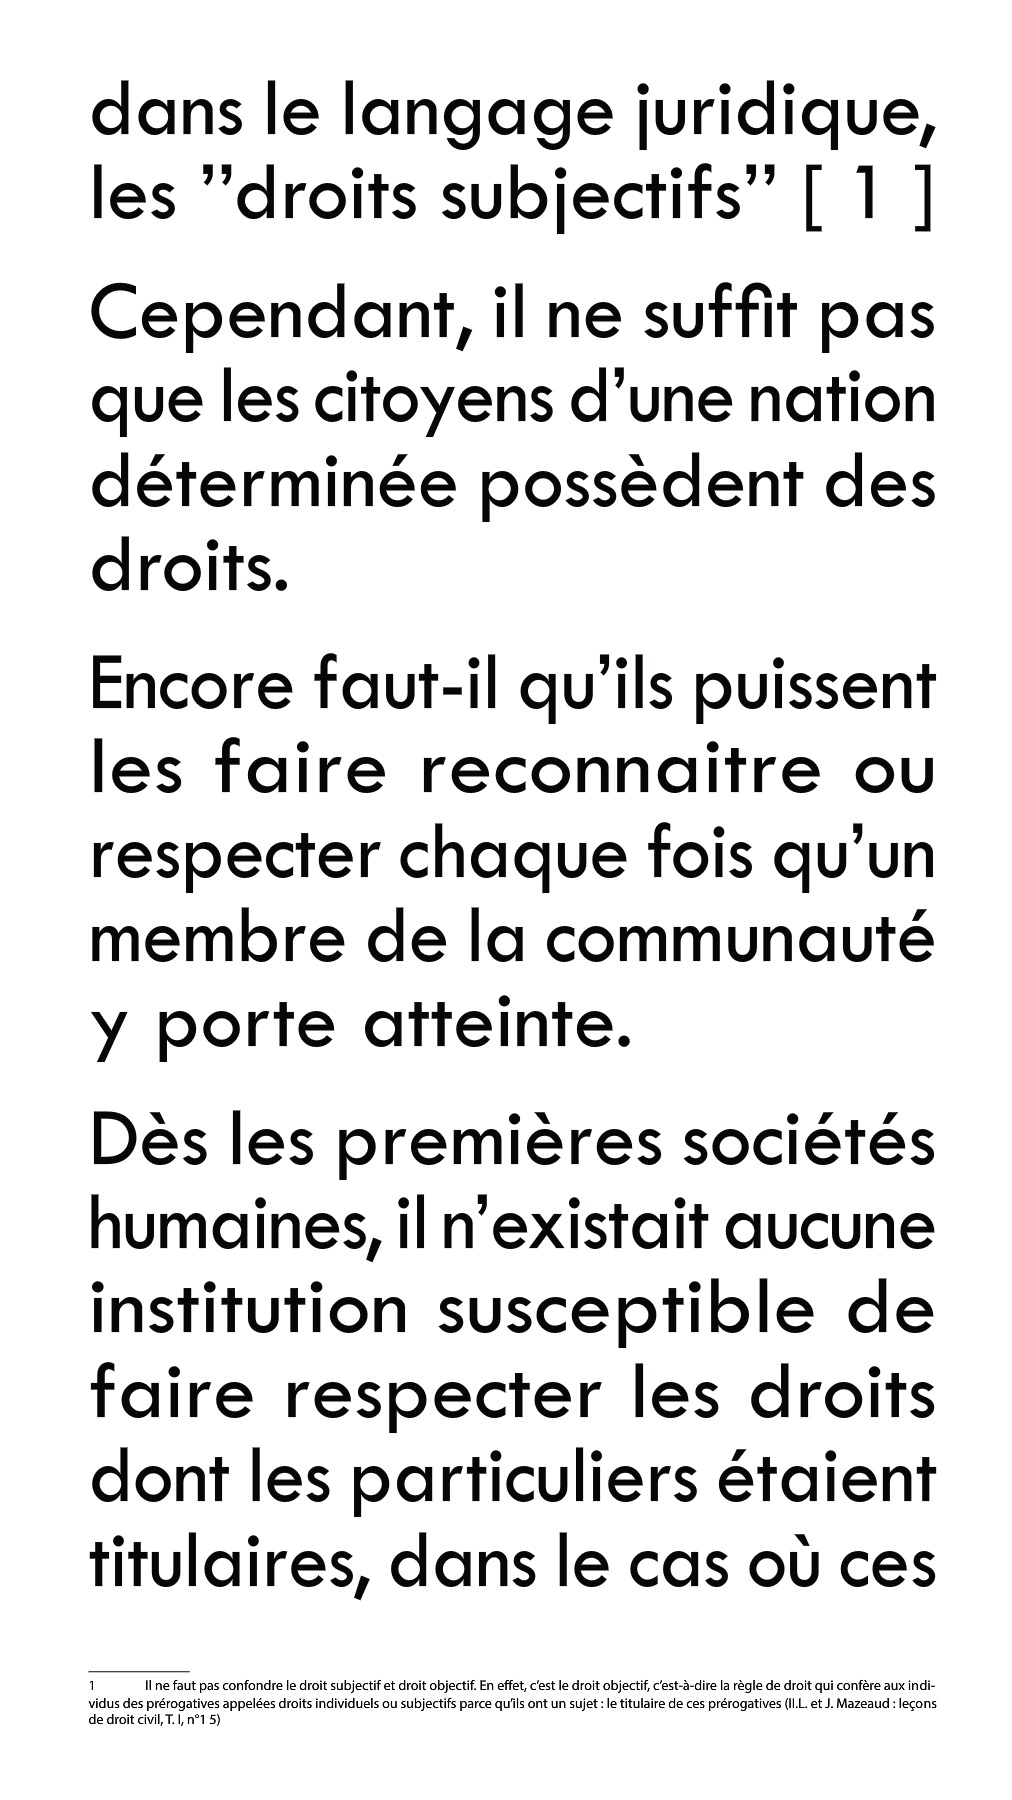 dans le langage juridique,
les ’’droits subjectifs’’ [ 1 ]
Cependant, il ne suffit pas
que les citoyens d’une nation
déterminée possèdent des
droits.
Encore faut-il qu’ils puissent
les faire reconnaitre ou
respecter chaque fois qu’un
membre de la communauté
y porte atteinte.
Dès les premières sociétés
humaines, il n’existait aucune
institution susceptible de
faire respecter les droits
dont les particuliers étaient
titulaires, dans le cas où ces
1 Il ne faut pas confondre le droit subjectif et droit objectif. En effet, c’est le droit objectif, c’est-à-dire la règle de droit qui confère aux indi-
vidus des prérogatives appelées droits individuels ou subjectifs parce qu’ils ont un sujet : le titulaire de ces prérogatives (II.L. et J. Mazeaud : leçons
de droit civil, T. I, n°1 5)